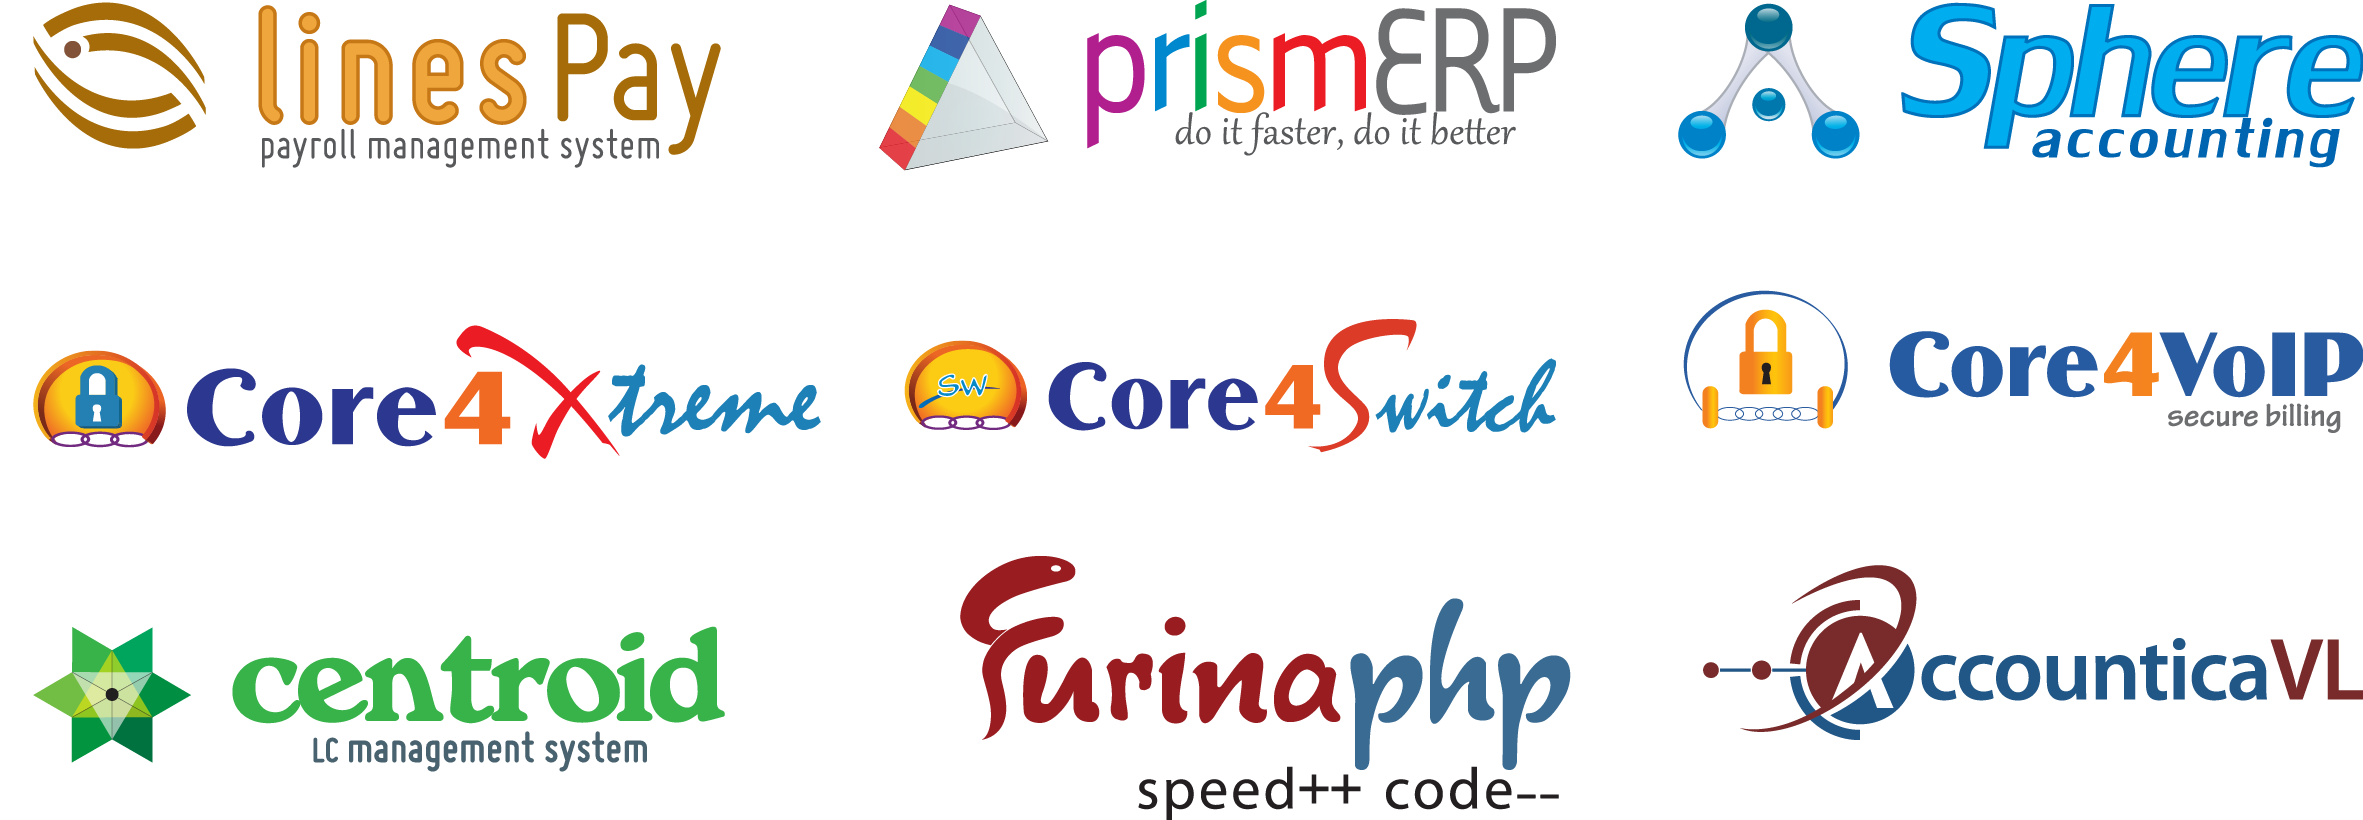 linesPay
payroll management system
prismERP
do it faster, do it better
Sphere
accounting
Core4Xtreme
SW
Core4Switch
Core4VoIP
secure billing
centroid
LC management system
Furinaphp
speed++ code--
AccounticaVL